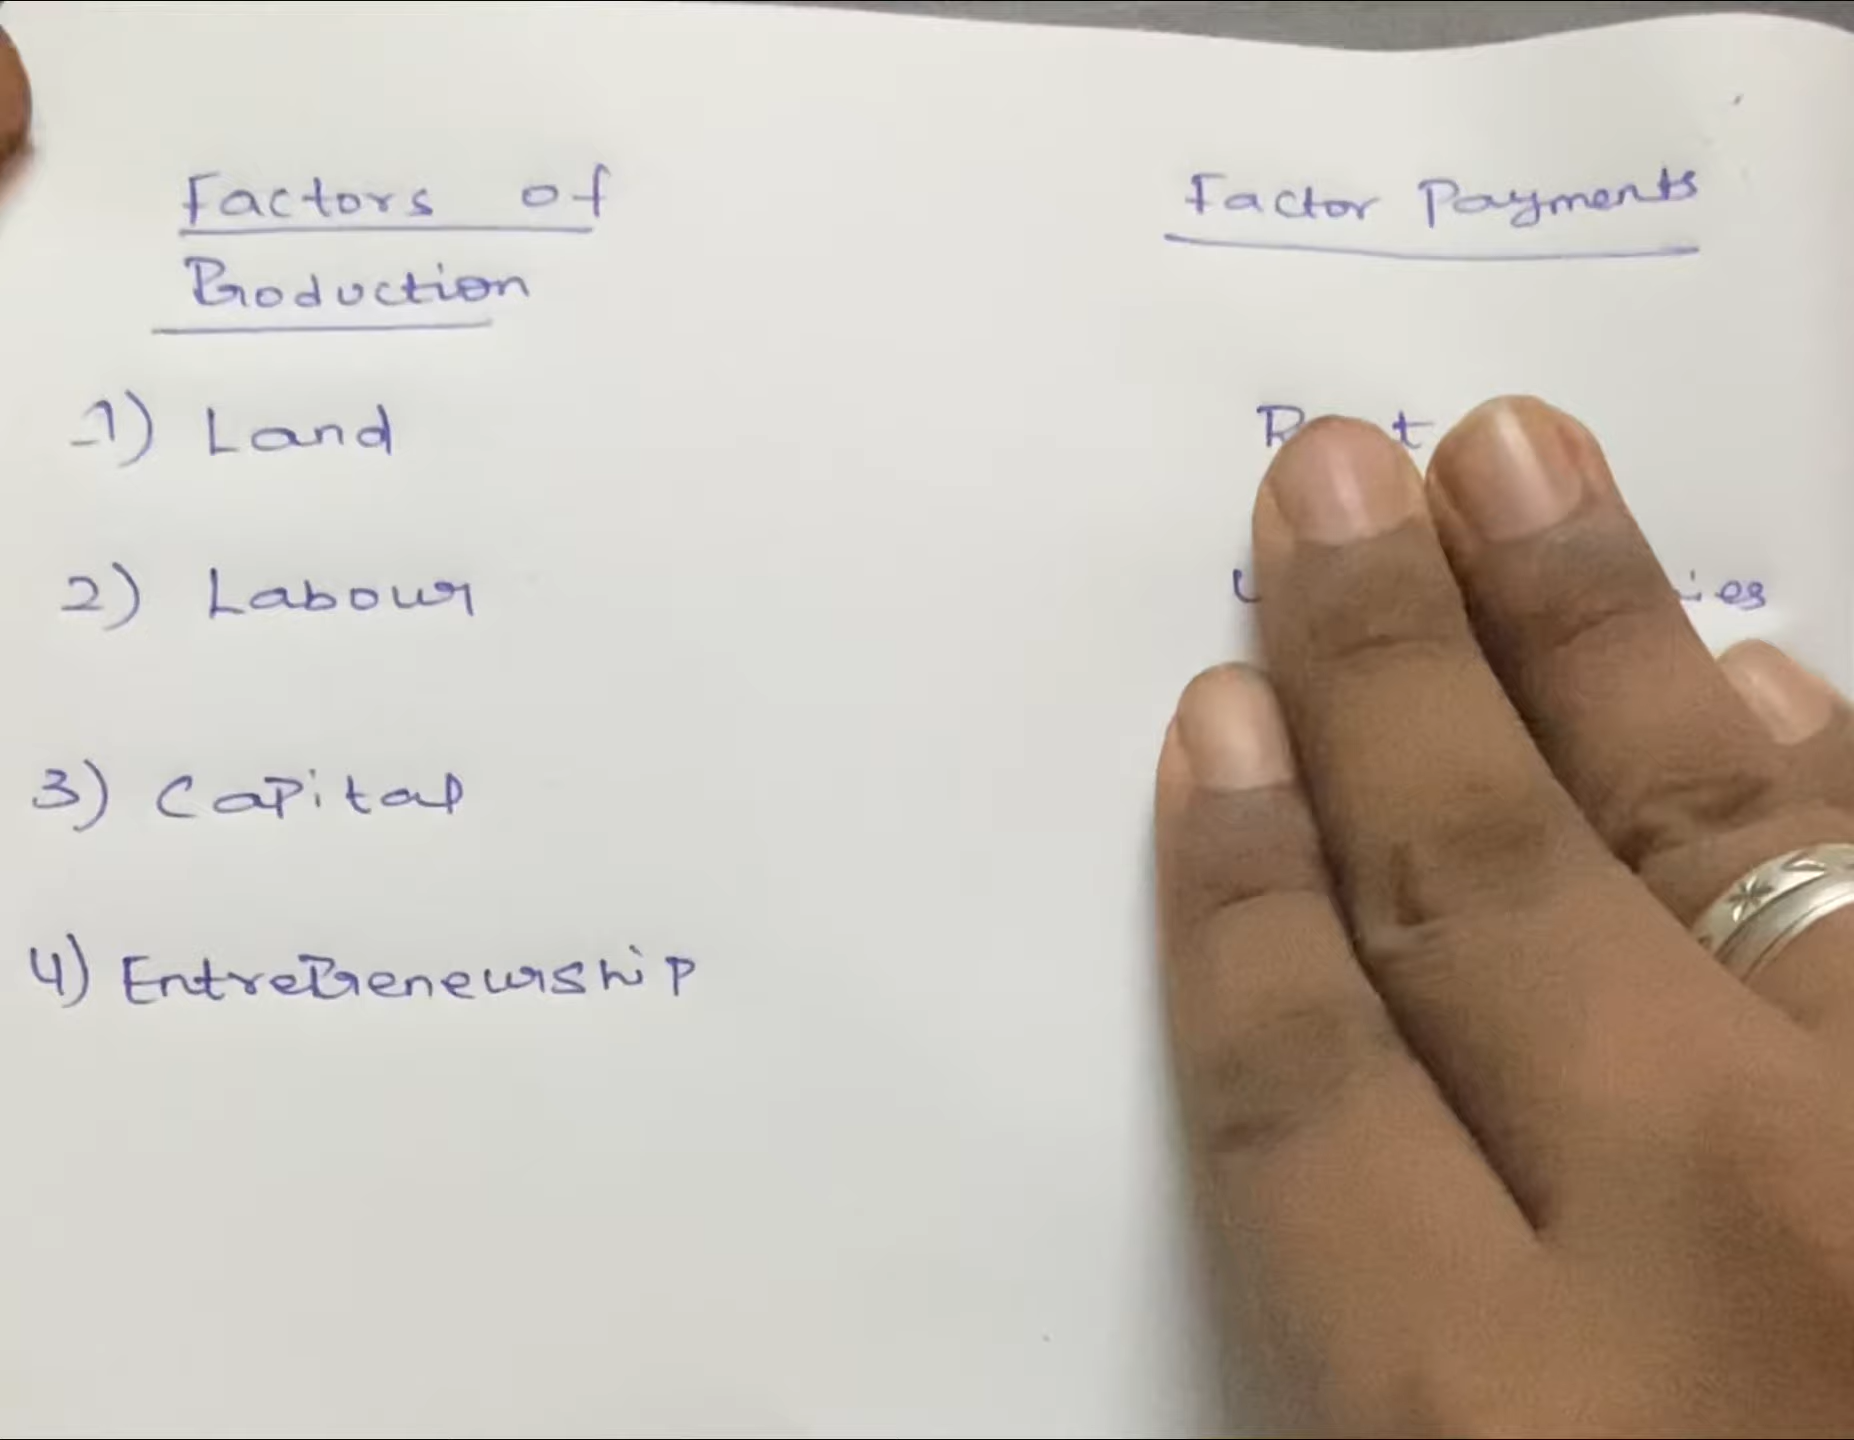 Factors of
Production
Factor Payments
1) Land
2) Labour
3) Capital
4) Entrepreneurship